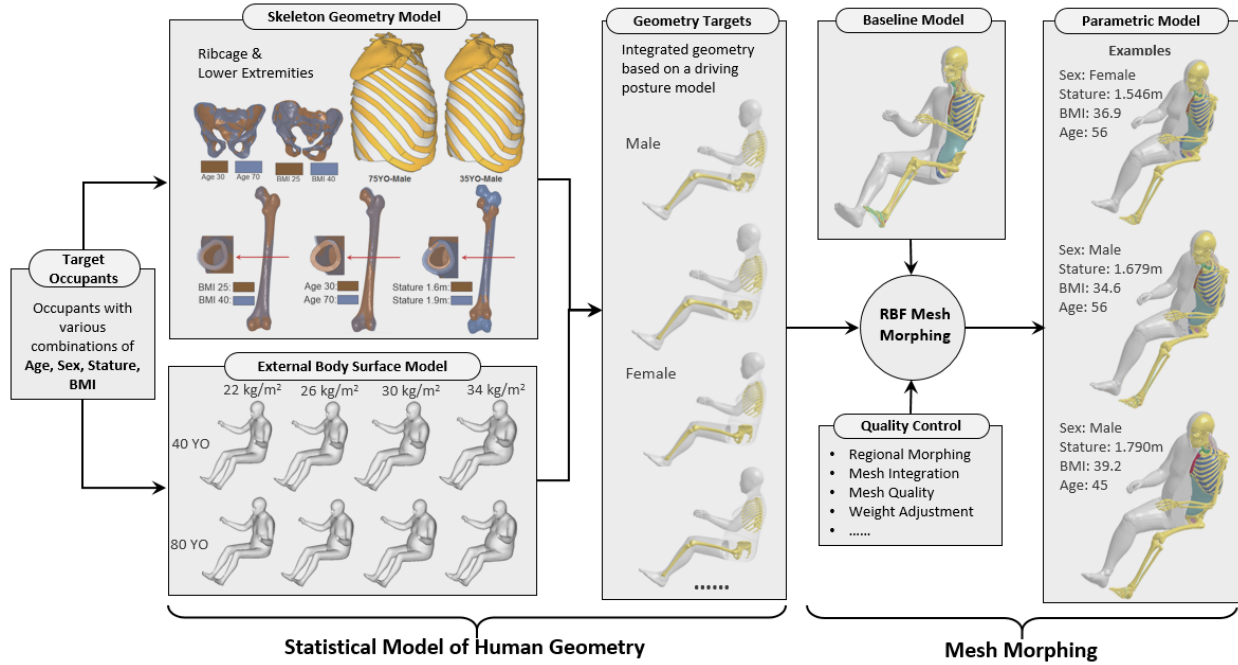 Target
Occupants
Occupants with
various
combinations of
Age, Sex, Stature,
BMI
Skeleton Geometry Model
Ribcage &
Lower Extremities
Age 30
Age 70
BMI 25
BMI 40
75YO-Male
35YO-Male
BMI 25:
BMI 40:
Age 30:
Age 70:
Stature 1.6m:
Stature 1.9m:
External Body Surface Model
22 kg/m²
26 kg/m²
30 kg/m²
34 kg/m²
40 YO
80 YO
Geometry Targets
Integrated geometry
based on a driving
posture model
Male
Female
......
Baseline Model
RBF Mesh
Morphing
Quality Control
• Regional Morphing
• Mesh Integration
• Mesh Quality
• Weight Adjustment
• ......
Parametric Model
Examples
Sex: Female
Stature: 1.546m
BMI: 36.9
Age: 56
Sex: Male
Stature: 1.679m
BMI: 34.6
Age: 56
Sex: Male
Stature: 1.790m
BMI: 39.2
Age: 45
Statistical Model of Human Geometry
Mesh Morphing